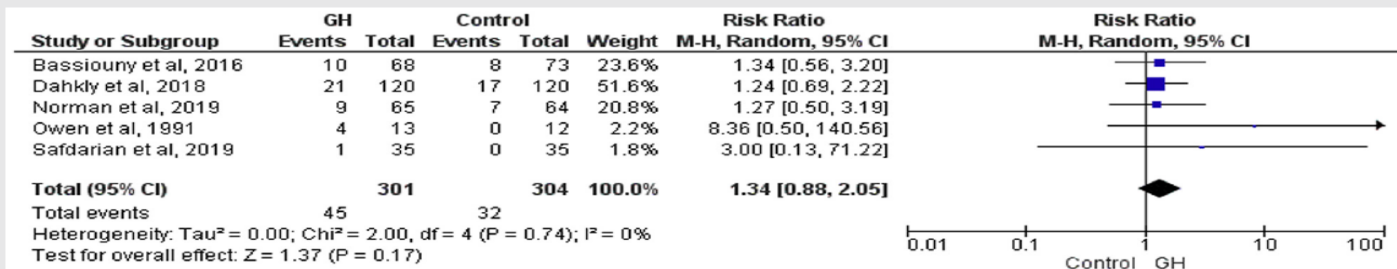 GH Control Risk Ratio Risk Ratio
Study or Subgroup Events Total Events Total Weight M-H, Random, 95% CI M-H, Random, 95% CI
Bassiouny et al, 2016 10 68 8 73 23.6% 1.34 [0.56, 3.20]
Dahkly et al, 2018 21 120 17 120 51.6% 1.24 [0.69, 2.22]
Norman et al, 2019 9 65 7 64 20.8% 1.27 [0.50, 3.19]
Owen et al, 1991 4 13 0 12 2.2% 8.36 [0.50, 140.56]
Safdarian et al, 2019 1 35 0 35 1.8% 3.00 [0.13, 71.22]
Total (95% CI) 301 304 100.0% 1.34 [0.88, 2.05]
Total events 45 32
Heterogeneity: Tau² = 0.00; Chi² = 2.00, df = 4 (P = 0.74); I² = 0%
Test for overall effect: Z = 1.37 (P = 0.17)
0.01 0.1 1 10 100
Control GH